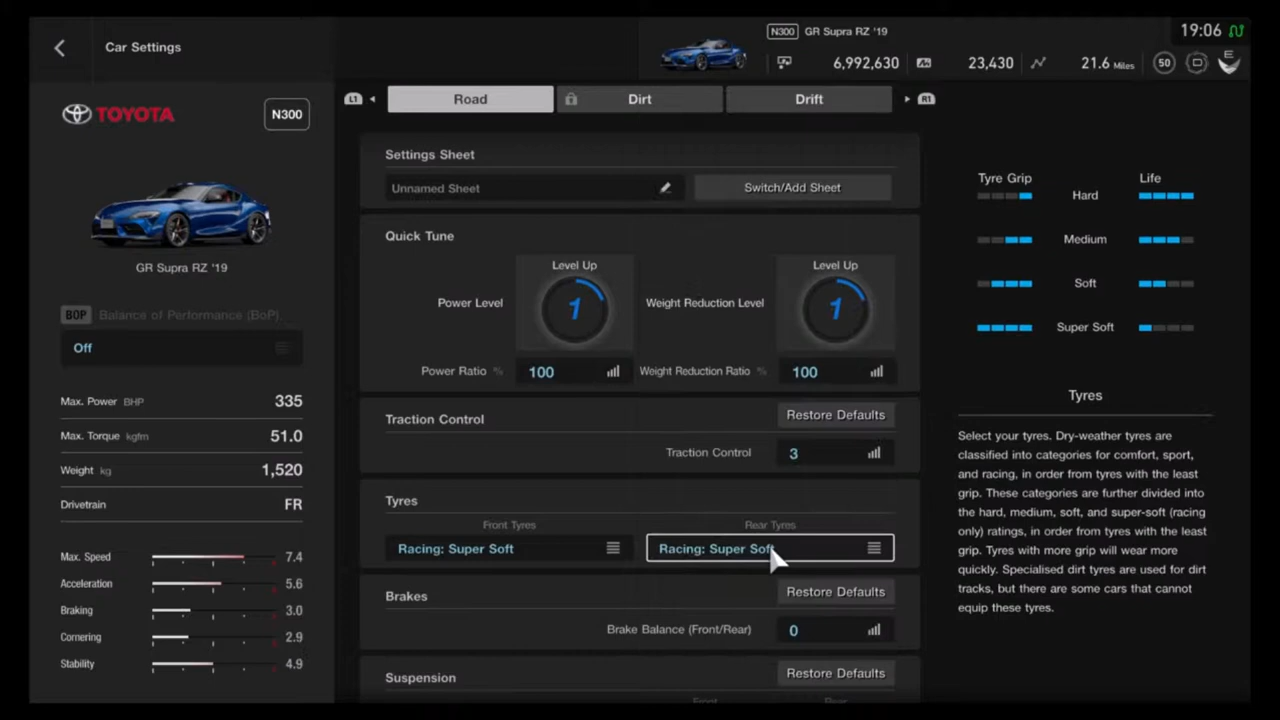 19:06
Car Settings
N300 GR Supra RZ '19
6,992,630 23,430 21.6 Miles 50 D E
TOYOTA N300
L1 Road Dirt Drift R1
GR Supra RZ '19
BOP Balance of Performance (BoP)
Off
Max. Power BHP 335
Max. Torque kgfm 51.0
Weight kg 1,520
Drivetrain FR
Max. Speed 7.4
Acceleration 5.6
Braking 3.0
Cornering 2.9
Stability 4.9
Settings Sheet
Unnamed Sheet Switch/Add Sheet
Quick Tune
Level Up Level Up
Power Level 1 Weight Reduction Level 1
Power Ratio % 100 Weight Reduction Ratio % 100
Traction Control Restore Defaults
Traction Control 3
Tyres
Front Tyres Rear Tyres
Racing: Super Soft Racing: Super Soft
Brakes Restore Defaults
Brake Balance (Front/Rear) 0
Suspension Restore Defaults
Front Rear
Tyre Grip Life
Hard
Medium
Soft
Super Soft
Tyres
Select your tyres. Dry-weather tyres are
classified into categories for comfort, sport,
and racing, in order from tyres with the least
grip. These categories are further divided into
the hard, medium, soft, and super-soft (racing
only) ratings, in order from tyres with the least
grip. Tyres with more grip will wear more
quickly. Specialised dirt tyres are used for dirt
tracks, but there are some cars that cannot
equip these tyres.